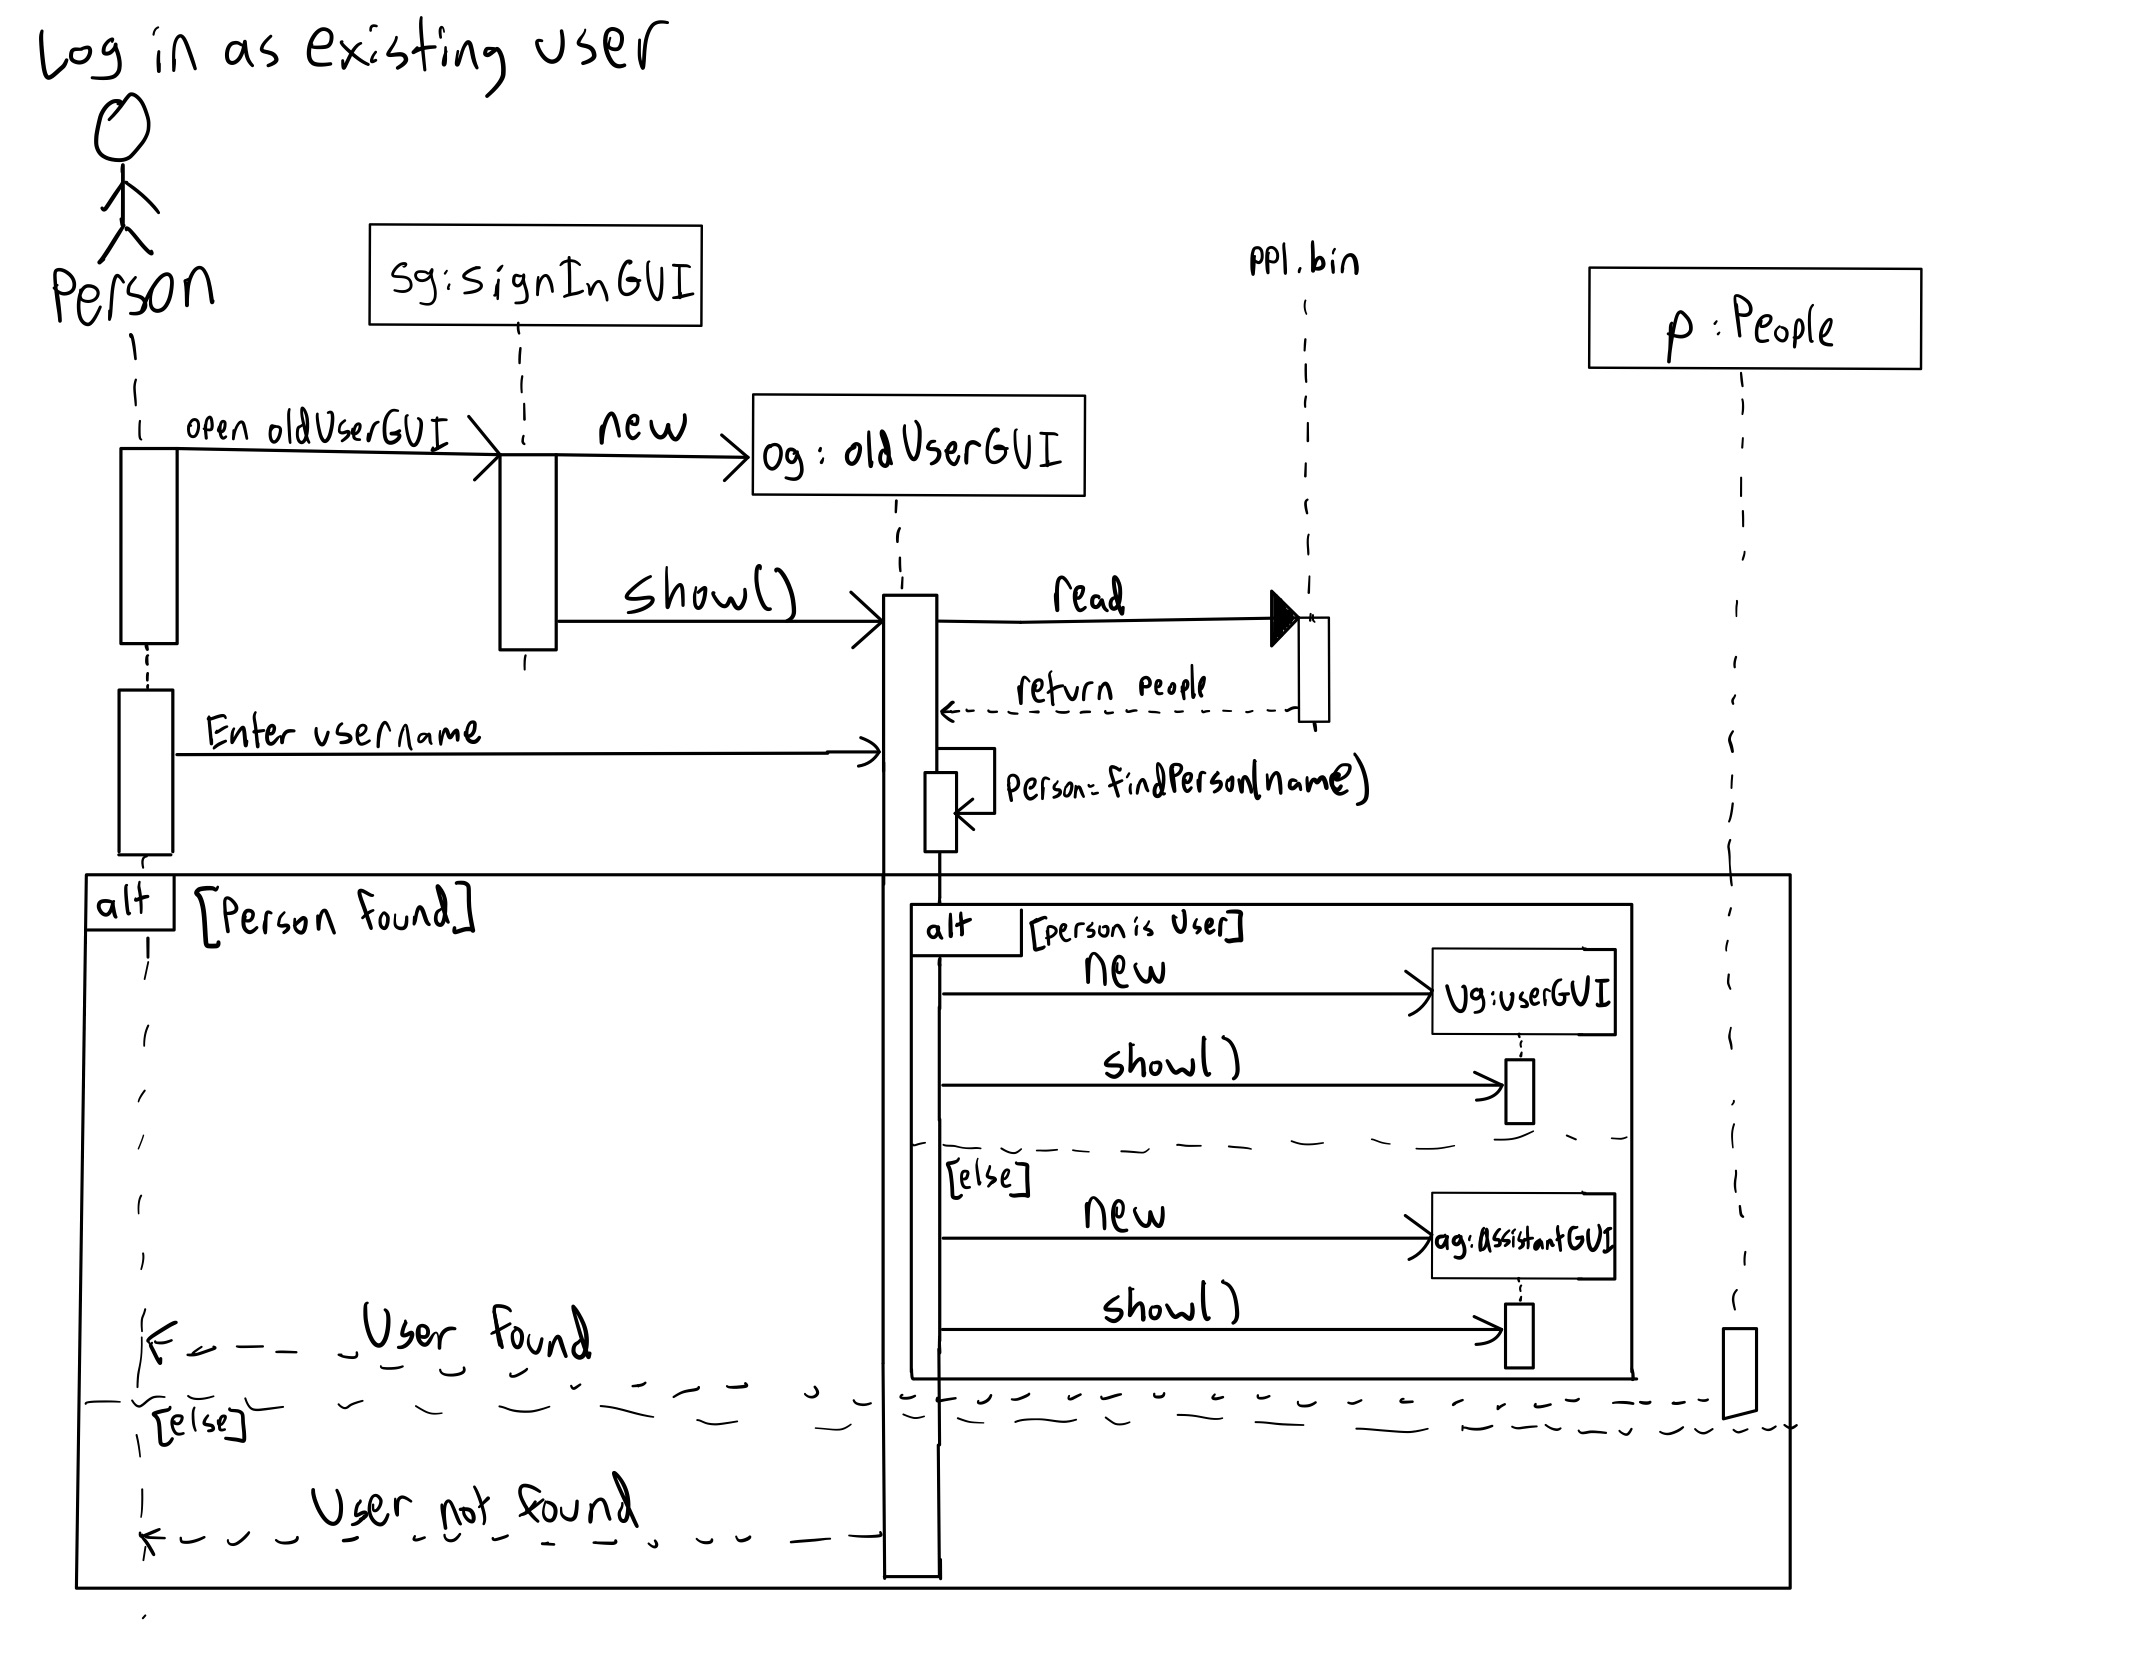 Log in as existing user
Person
sg:signInGUI
ppl.bin
p:People
open oldUserGUI
new
og: oldUserGUI
show()
read
return people
Enter username
person=findPerson(name)
alt
[Person found]
alt
[person is User]
new
ug:userGUI
show()
[else]
new
ag:AssistantGUI
show()
User found
[else]
User not found